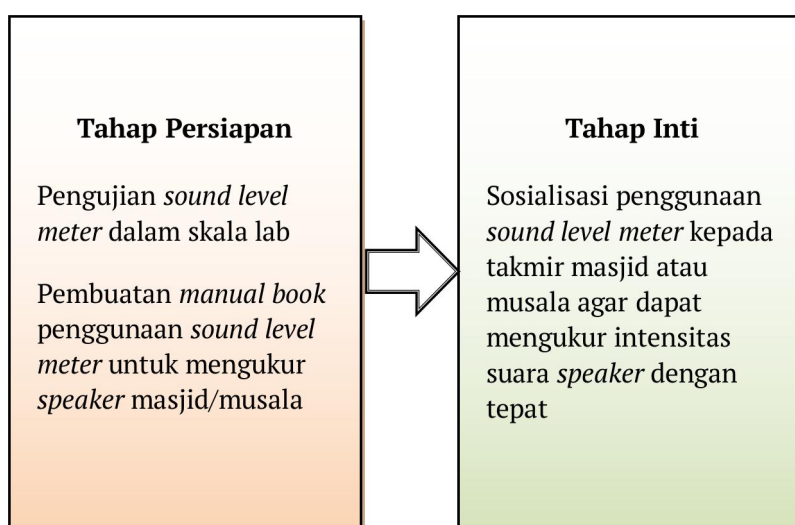 Tahap Persiapan
Pengujian sound level
meter dalam skala lab
Pembuatan manual book
penggunaan sound level
meter untuk mengukur
speaker masjid/musala
Tahap Inti
Sosialisasi penggunaan
sound level meter kepada
takmir masjid atau
musala agar dapat
mengukur intensitas
suara speaker dengan
tepat